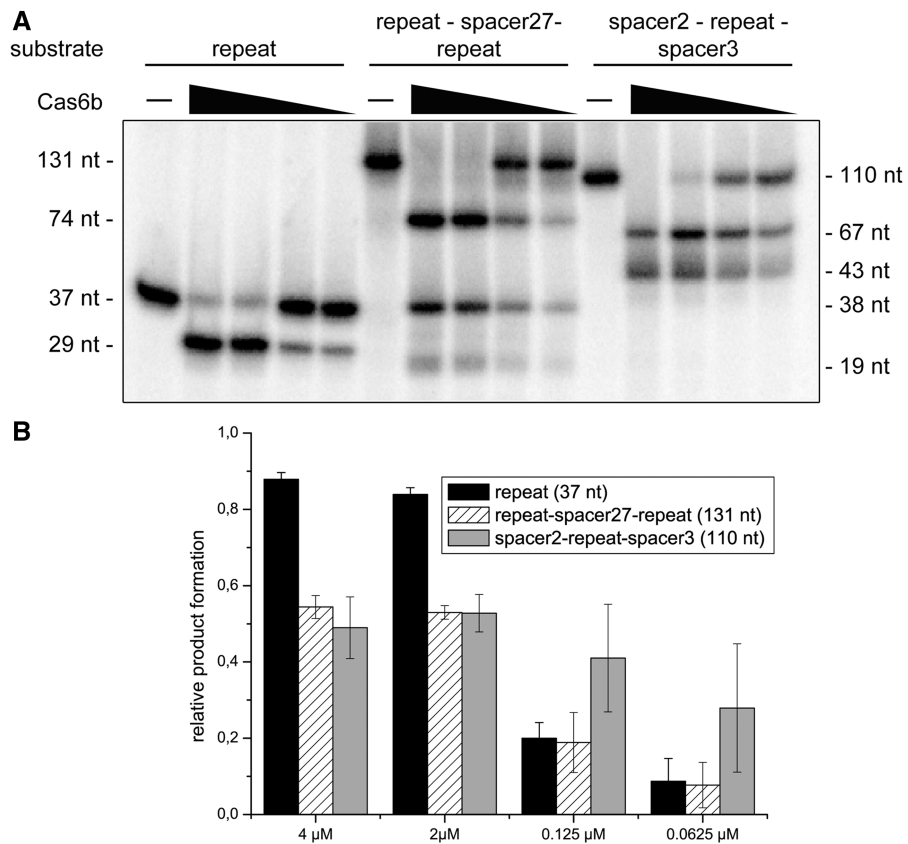 A
substrate
repeat
repeat - spacer27-
repeat
spacer2 - repeat -
spacer3
Cas6b
131 nt -
74 nt -
37 nt -
29 nt -
- 110 nt
- 67 nt
- 43 nt
- 38 nt
- 19 nt
B
relative product formation
1,0
0,8
0,6
0,4
0,2
0,0
repeat (37 nt)
repeat-spacer27-repeat (131 nt)
spacer2-repeat-spacer3 (110 nt)
4 µM
2µM
0.125 µM
0.0625 µM